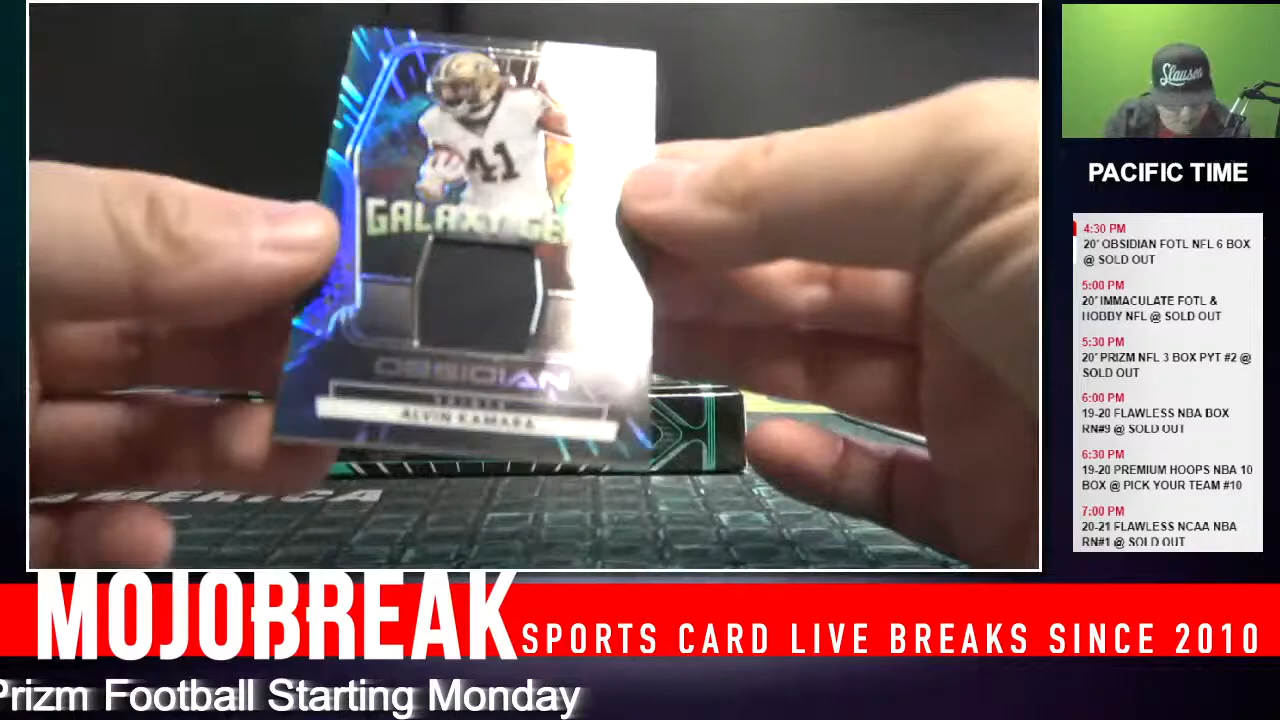 Slauson
41
GALAXY GE
OBSIDIAN
SAINTS
ALVIN KAMARA
AMERICA
PACIFIC TIME
4:30 PM
20' OBSIDIAN FOTL NFL 6 BOX
@ SOLD OUT
5:00 PM
20' IMMACULATE FOTL &
HOBBY NFL @ SOLD OUT
5:30 PM
20' PRIZM NFL 3 BOX PYT #2 @
SOLD OUT
6:00 PM
19-20 FLAWLESS NBA BOX
RN#9 @ SOLD OUT
6:30 PM
19-20 PREMIUM HOOPS NBA 10
BOX @ PICK YOUR TEAM #10
7:00 PM
20-21 FLAWLESS NCAA NBA
RN#1 @ SOLD OUT
MOJOBREAK
SPORTS CARD LIVE BREAKS SINCE 2010
Prizm Football Starting Monday